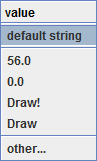 value
default string
56.0
0.0
Draw!
Draw
other...